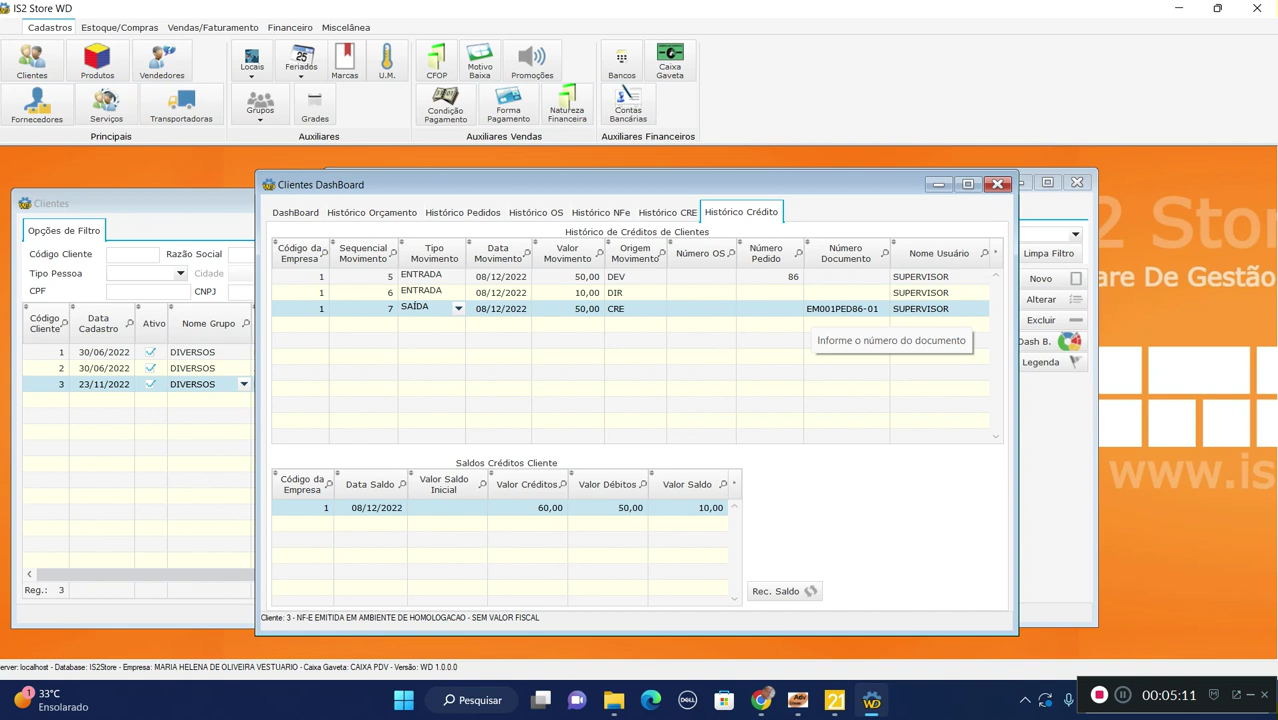 IS2 Store WD
Cadastros Estoque/Compras Vendas/Faturamento Financeiro Miscelânea
Clientes Produtos Vendedores Locais Feriados 25 Marcas U.M. CFOP Motivo Baixa Promoções Bancos Caixa Gaveta
Fornecedores Serviços Transportadoras Grupos Grades Condição Pagamento Forma Pagamento Natureza Financeira Contas Bancárias
Principais Auxiliares Auxiliares Vendas Auxiliares Financeiros
Clientes
Opções de Filtro
Código Cliente Razão Social
Tipo Pessoa Cidade
CPF CNPJ
Código Cliente Data Cadastro Ativo Nome Grupo
1 30/06/2022 DIVERSOS
2 30/06/2022 DIVERSOS
3 23/11/2022 DIVERSOS
Reg.: 3
Clientes DashBoard
DashBoard Histórico Orçamento Histórico Pedidos Histórico OS Histórico NFe Histórico CRE Histórico Crédito
Histórico de Créditos de Clientes
Código da Empresa Sequencial Movimento Tipo Movimento Data Movimento Valor Movimento Origem Movimento Número OS Número Pedido Número Documento Nome Usuário
1 5 ENTRADA 08/12/2022 50,00 DEV 86 SUPERVISOR
1 6 ENTRADA 08/12/2022 10,00 DIR SUPERVISOR
1 7 SAÍDA 08/12/2022 50,00 CRE EM001PED86-01 SUPERVISOR
Informe o número do documento
Saldos Créditos Cliente
Código da Empresa Data Saldo Valor Saldo Inicial Valor Créditos Valor Débitos Valor Saldo
1 08/12/2022 60,00 50,00 10,00
Rec. Saldo
Cliente: 3 - NF-E EMITIDA EM AMBIENTE DE HOMOLOGACAO - SEM VALOR FISCAL
Limpa Filtro
Novo
Alterar
Excluir
Dash B.
Legenda
2 Stor
are De Gestão
www.is
erver: localhost - Database: IS2Store - Empresa: MARIA HELENA DE OLIVEIRA VESTUARIO - Caixa Gaveta: CAIXA PDV - Versão: WD 1.0.0.0
1 33°C
Ensolarado
Pesquisar
DELL
Adv
21
WD
00:05:11